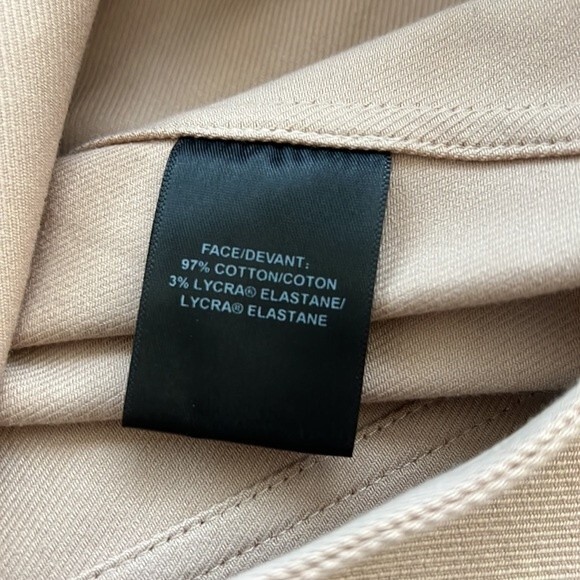 FACE/DEVANT:
97% COTTON/COTON
3% LYCRA® ELASTANE/
LYCRA® ELASTANE